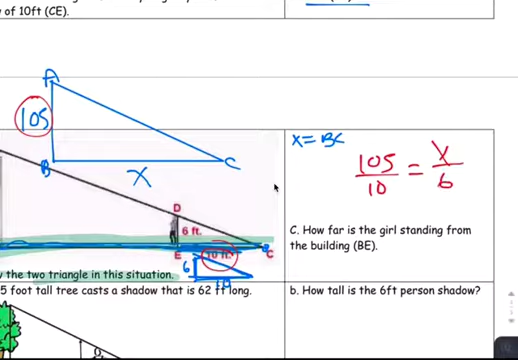 y of 10ft (CE).
A
105
B
X
C
X = BC
105/10 = X/6
D
6 ft.
E
10 ft.
C
6
10
C. How far is the girl standing from
the building (BE).
y the two triangle in this situation.
5 foot tall tree casts a shadow that is 62 ft long.
b. How tall is the 6ft person shadow?